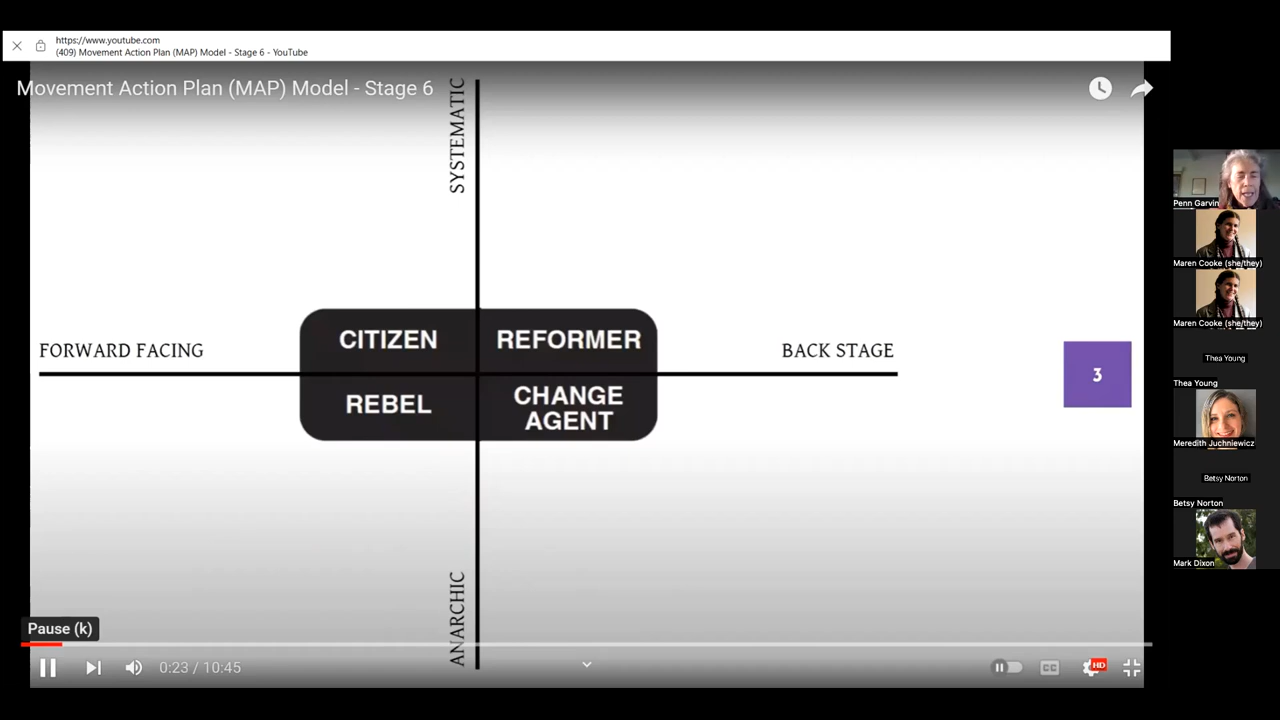 https://www.youtube.com
(409) Movement Action Plan (MAP) Model - Stage 6 - YouTube
Movement Action Plan (MAP) Model - Stage 6
SYSTEMATIC
CITIZEN
REFORMER
FORWARD FACING
BACK STAGE
3
REBEL
CHANGE
AGENT
ANARCHIC
Pause (k)
0:23 / 10:45
CC
HD
Penn Garvin
Maren Cooke (she/they)
Maren Cooke (she/they)
Thea Young
Thea Young
Meredith Juchniewicz
Betsy Norton
Betsy Norton
Mark Dixon